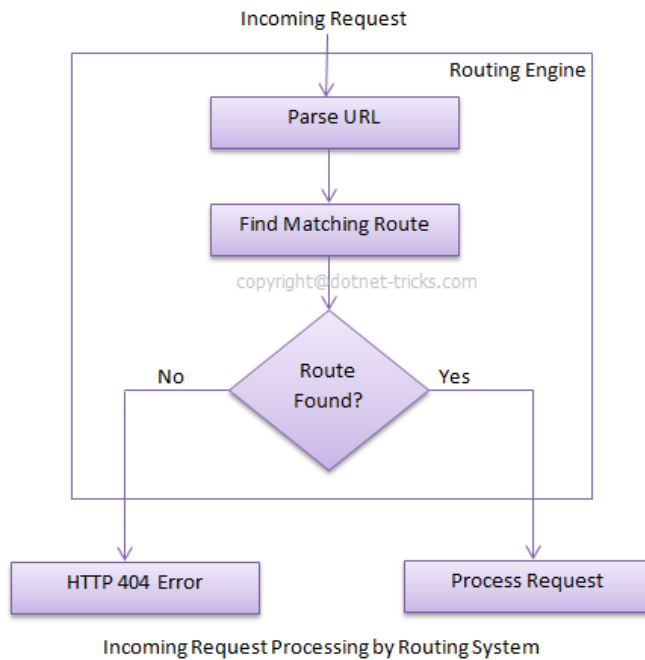 Incoming Request
Routing Engine
Parse URL
Find Matching Route
copyright@dotnet-tricks.com
Route
Found?
No
Yes
HTTP 404 Error
Process Request
Incoming Request Processing by Routing System